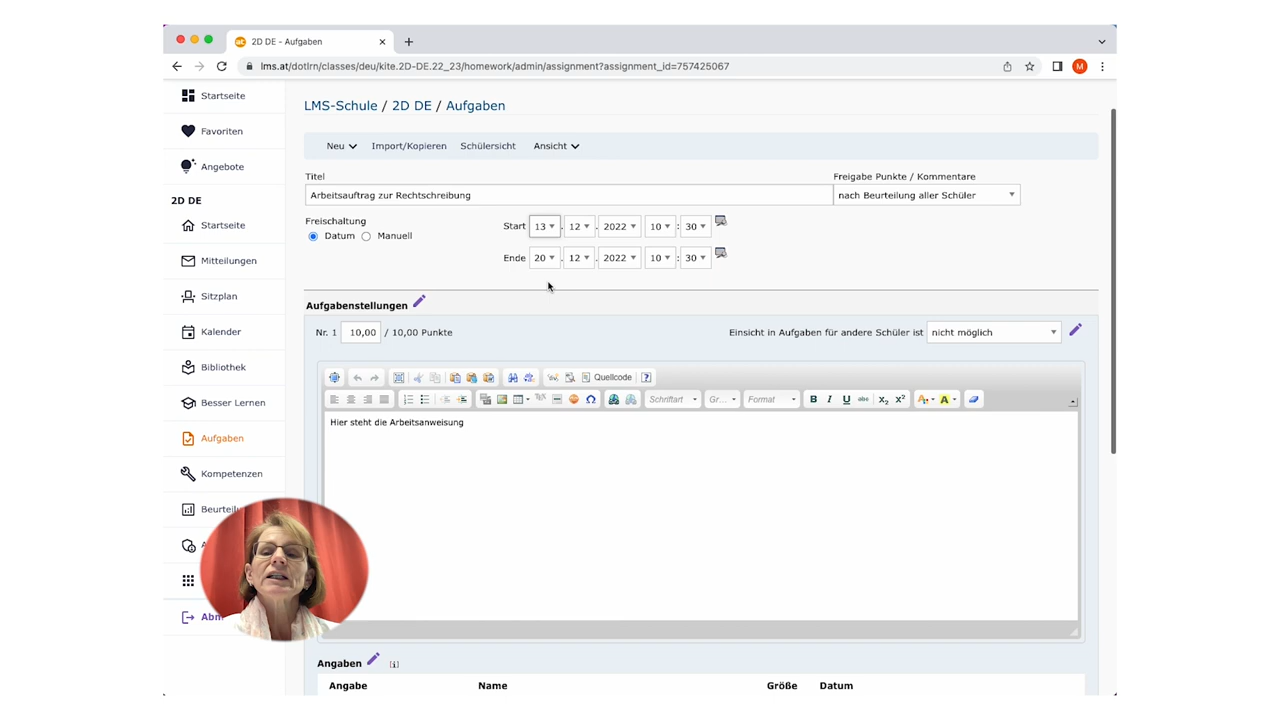 2D DE - Aufgaben
lms.at/dotlrn/classes/deu/kite.2D-DE.22_23/homework/admin/assignment?assignment_id=757425067
M
Startseite
Favoriten
Angebote
2D DE
Startseite
Mitteilungen
Sitzplan
Kalender
Bibliothek
Besser Lernen
Aufgaben
Kompetenzen
LMS-Schule / 2D DE / Aufgaben
Neu Import/Kopieren Schülersicht Ansicht
Titel Freigabe Punkte / Kommentare
Arbeitsauftrag zur Rechtschreibung nach Beurteilung aller Schüler
Freischaltung Start 13 . 12 . 2022 10 : 30
Datum Manuell
Ende 20 . 12 . 2022 10 : 30
Aufgabenstellungen
Nr. 1 10,00 / 10,00 Punkte Einsicht in Aufgaben für andere Schüler ist nicht möglich
Quellcode
Schriftart Gr... Format B I U abc x₂ x² A A
Hier steht die Arbeitsanweisung
Angaben [i]
Angabe Name Größe Datum